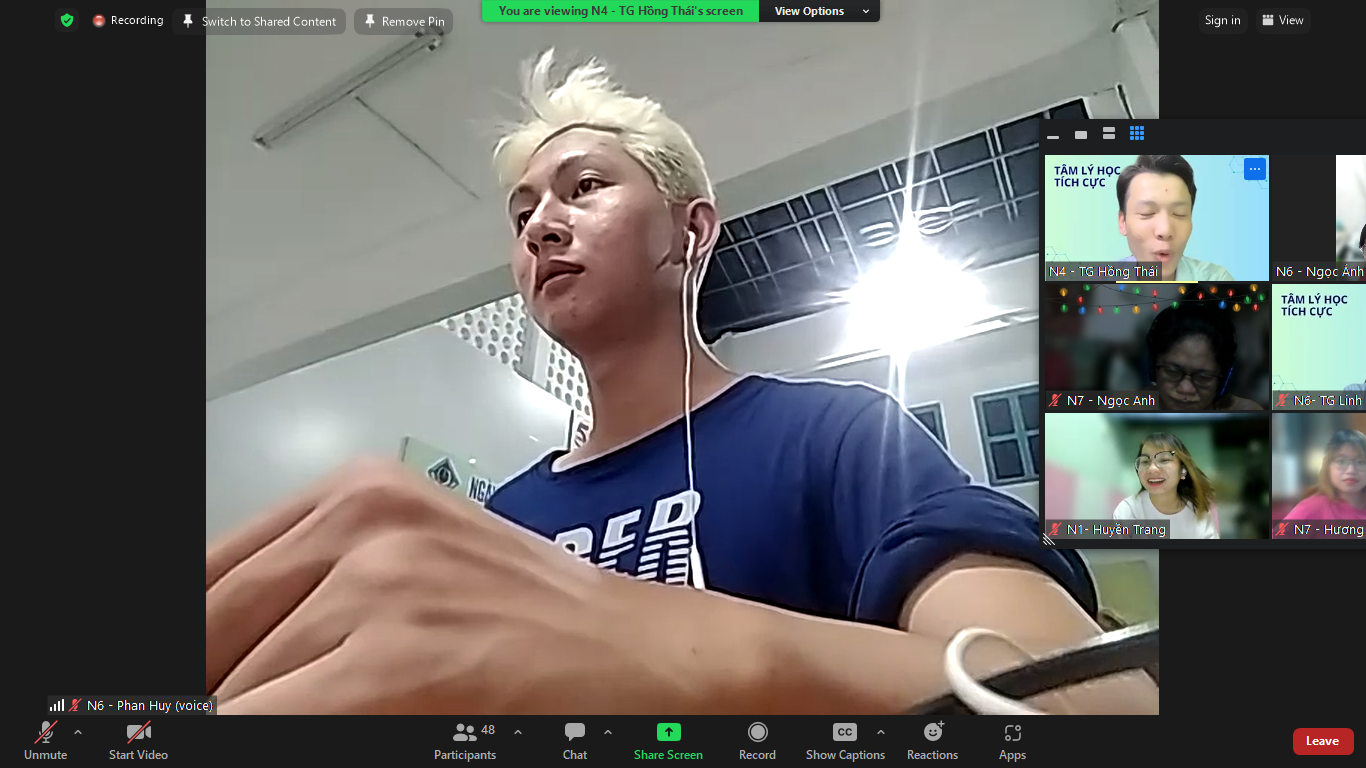 Recording
Switch to Shared Content
Remove Pin
You are viewing N4 - TG Hồng Thái's screen
View Options
Sign in
View
TÂM LÝ HỌC
TÍCH CỰC
N4 - TG Hồng Thái
N6 - Ngọc Ánh
N7 - Ngọc Anh
TÂM LÝ HỌC
TÍCH CỰC
N6- TG Linh
N1- Huyền Trang
N7 - Hương
N6 - Phan Huy (voice)
Unmute
Start Video
Participants
48
Chat
Share Screen
Record
CC
Show Captions
Reactions
Apps
Leave